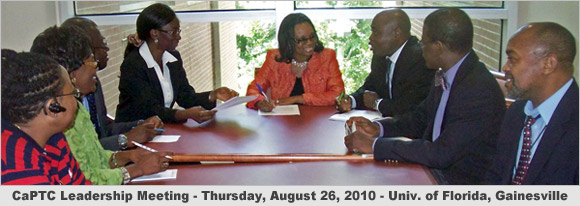 CaPTC Leadership Meeting - Thursday, August 26, 2010 - Univ. of Florida, Gainesville